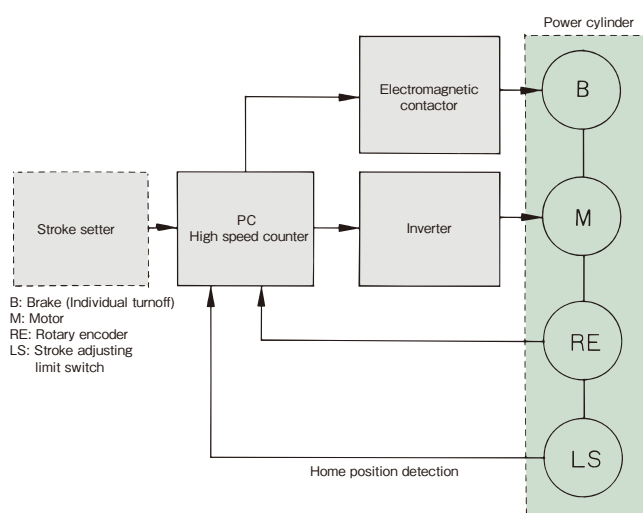 Power cylinder
Electromagnetic
contactor
B
Stroke setter
PC
High speed counter
Inverter
M
B: Brake (Individual turnoff)
M: Motor
RE: Rotary encoder
LS: Stroke adjusting
limit switch
RE
Home position detection
LS